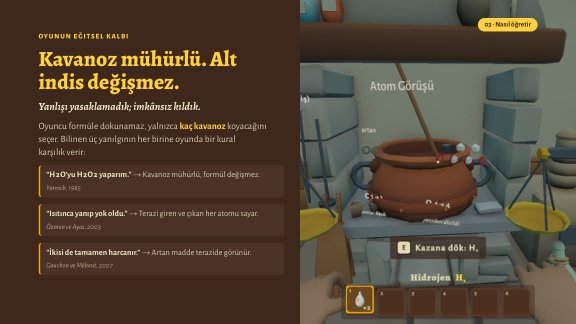 OYUNUN EĞİTSEL KALBI
Kavanoz mühürlü. Alt
indis değişmez.
Yanlışı yasaklamadık; imkânsız kıldık.
Oyuncu formüle dokunamaz, yalnızca kaç kavanoz koyacağını
seçer. Bilinen üç yanılgının her birine oyunda bir kural
karşılık verir:
"H2O'yu H2O2 yaparım." → Kavanoz mühürlü, formül değişmez.
Yarroch, 1985
"Isıtınca yanıp yok oldu." → Terazi giren ve çıkan her atomu sayar.
Özmen ve Ayas, 2003
"İkisi de tamamen harcanır." → Artan madde terazide görünür.
Gauchon ve Méheut, 2007
03 · Nasıl öğretir
Atom Görüşü
artan
yeniden dizildi.
E Kazana dök: H₂
Hidrojen H₂
1 2 3 4 5 6
×2